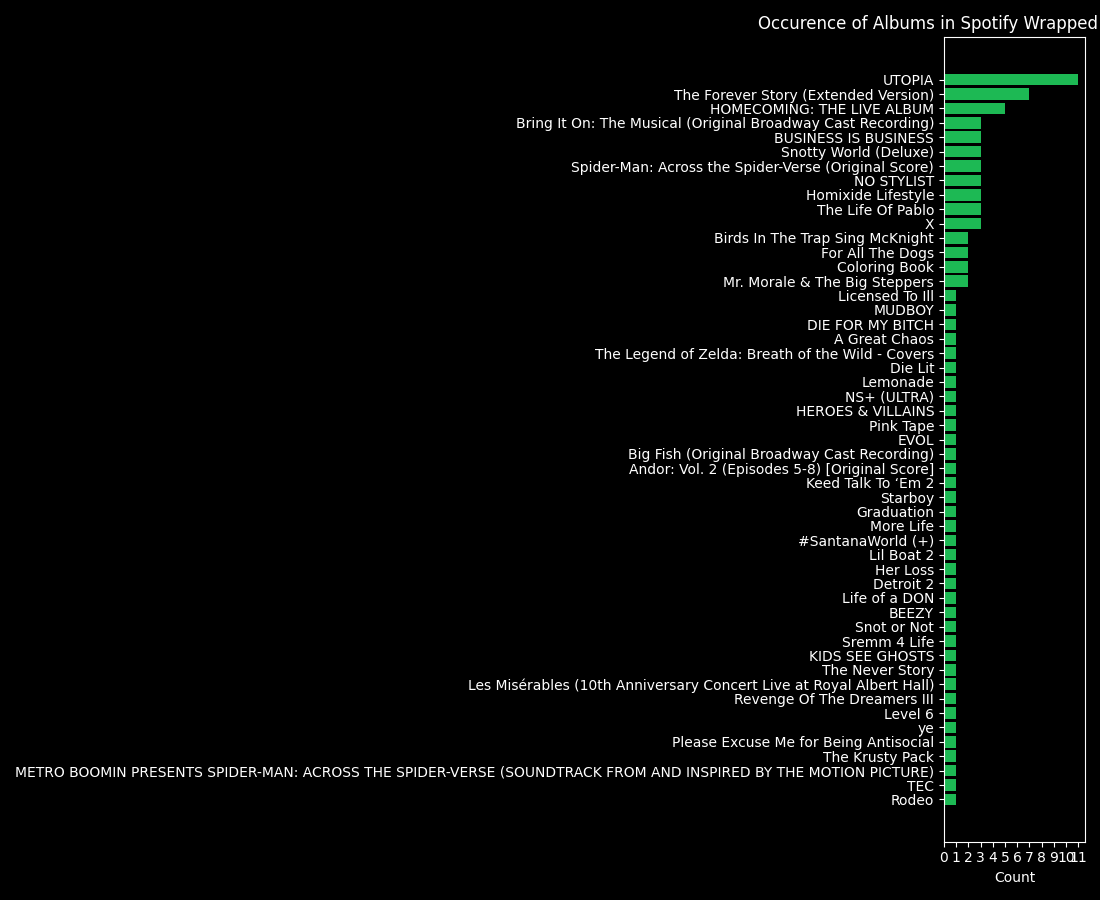 Occurence of Albums in Spotify Wrapped
UTOPIA
The Forever Story (Extended Version)
HOMECOMING: THE LIVE ALBUM
Bring It On: The Musical (Original Broadway Cast Recording)
BUSINESS IS BUSINESS
Snotty World (Deluxe)
Spider-Man: Across the Spider-Verse (Original Score)
NO STYLIST
Homixide Lifestyle
The Life Of Pablo
X
Birds In The Trap Sing McKnight
For All The Dogs
Coloring Book
Mr. Morale & The Big Steppers
Licensed To Ill
MUDBOY
DIE FOR MY BITCH
A Great Chaos
The Legend of Zelda: Breath of the Wild - Covers
Die Lit
Lemonade
NS+ (ULTRA)
HEROES & VILLAINS
Pink Tape
EVOL
Big Fish (Original Broadway Cast Recording)
Andor: Vol. 2 (Episodes 5-8) [Original Score]
Keed Talk To ‘Em 2
Starboy
Graduation
More Life
#SantanaWorld (+)
Lil Boat 2
Her Loss
Detroit 2
Life of a DON
BEEZY
Snot or Not
Sremm 4 Life
KIDS SEE GHOSTS
The Never Story
Les Misérables (10th Anniversary Concert Live at Royal Albert Hall)
Revenge Of The Dreamers III
Level 6
ye
Please Excuse Me for Being Antisocial
The Krusty Pack
METRO BOOMIN PRESENTS SPIDER-MAN: ACROSS THE SPIDER-VERSE (SOUNDTRACK FROM AND INSPIRED BY THE MOTION PICTURE)
TEC
Rodeo
0 1 2 3 4 5 6 7 8 9 10 11
Count